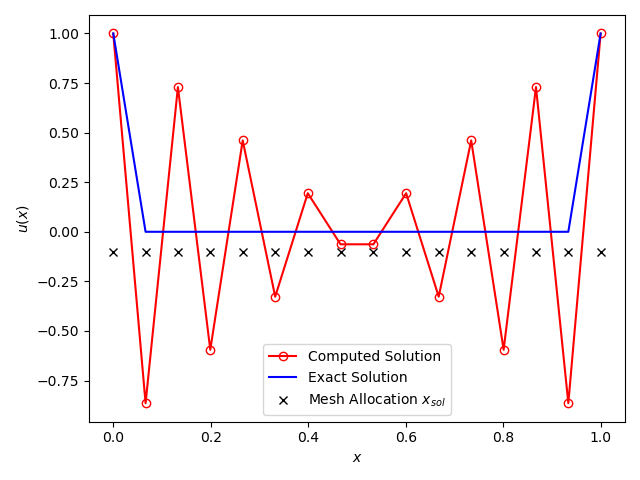 1.00
0.75
0.50
0.25
0.00
−0.25
−0.50
−0.75
u(x)
Computed Solution
Exact Solution
Mesh Allocation x_sol
0.0 0.2 0.4 0.6 0.8 1.0
x